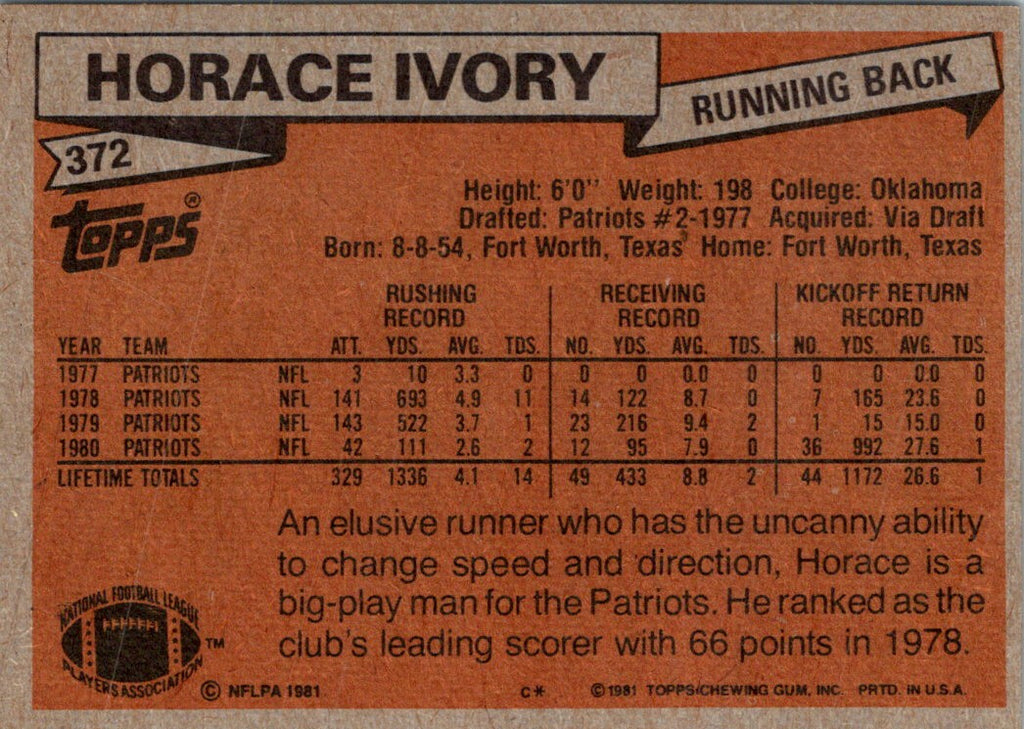 HORACE IVORY
RUNNING BACK
372
TOPPS®
Height: 6'0" Weight: 198 College: Oklahoma
Drafted: Patriots #2-1977 Acquired: Via Draft
Born: 8-8-54, Fort Worth, Texas Home: Fort Worth, Texas
RUSHING RECEIVING KICKOFF RETURN
RECORD RECORD RECORD
YEAR TEAM ATT. YDS. AVG. TDS. NO. YDS. AVG. TDS. NO. YDS. AVG. TDS.
1977 PATRIOTS NFL 3 10 3.3 0 0 0 0.0 0 0 0 0.0 0
1978 PATRIOTS NFL 141 693 4.9 11 14 122 8.7 0 7 165 23.6 0
1979 PATRIOTS NFL 143 522 3.7 1 23 216 9.4 2 1 15 15.0 0
1980 PATRIOTS NFL 42 111 2.6 2 12 95 7.9 0 36 992 27.6 1
LIFETIME TOTALS 329 1336 4.1 14 49 433 8.8 2 44 1172 26.6 1
An elusive runner who has the uncanny ability
to change speed and direction, Horace is a
big-play man for the Patriots. He ranked as the
club's leading scorer with 66 points in 1978.
NATIONAL FOOTBALL LEAGUE
PLAYERS ASSOCIATION
TM
© NFLPA 1981 C* ©1981 TOPPS CHEWING GUM, INC. PRTD. IN U.S.A.